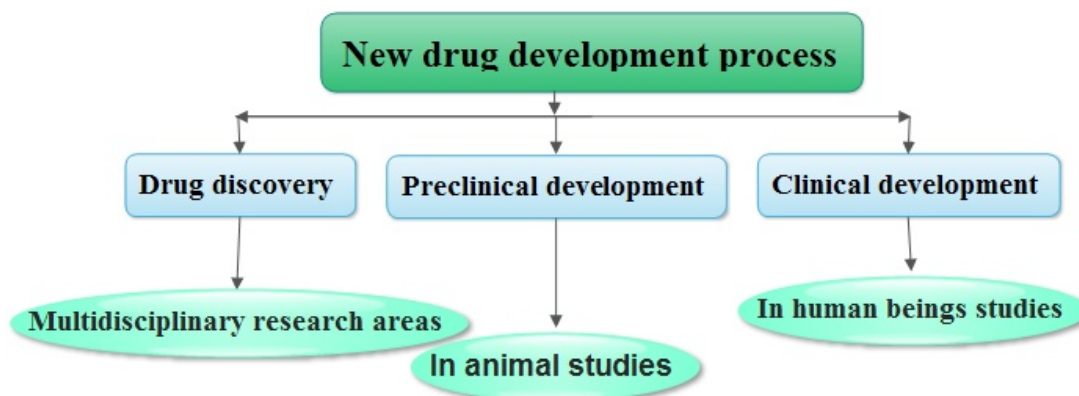 New drug development process
Drug discovery
Preclinical development
Clinical development
Multidisciplinary research areas
In animal studies
In human beings studies